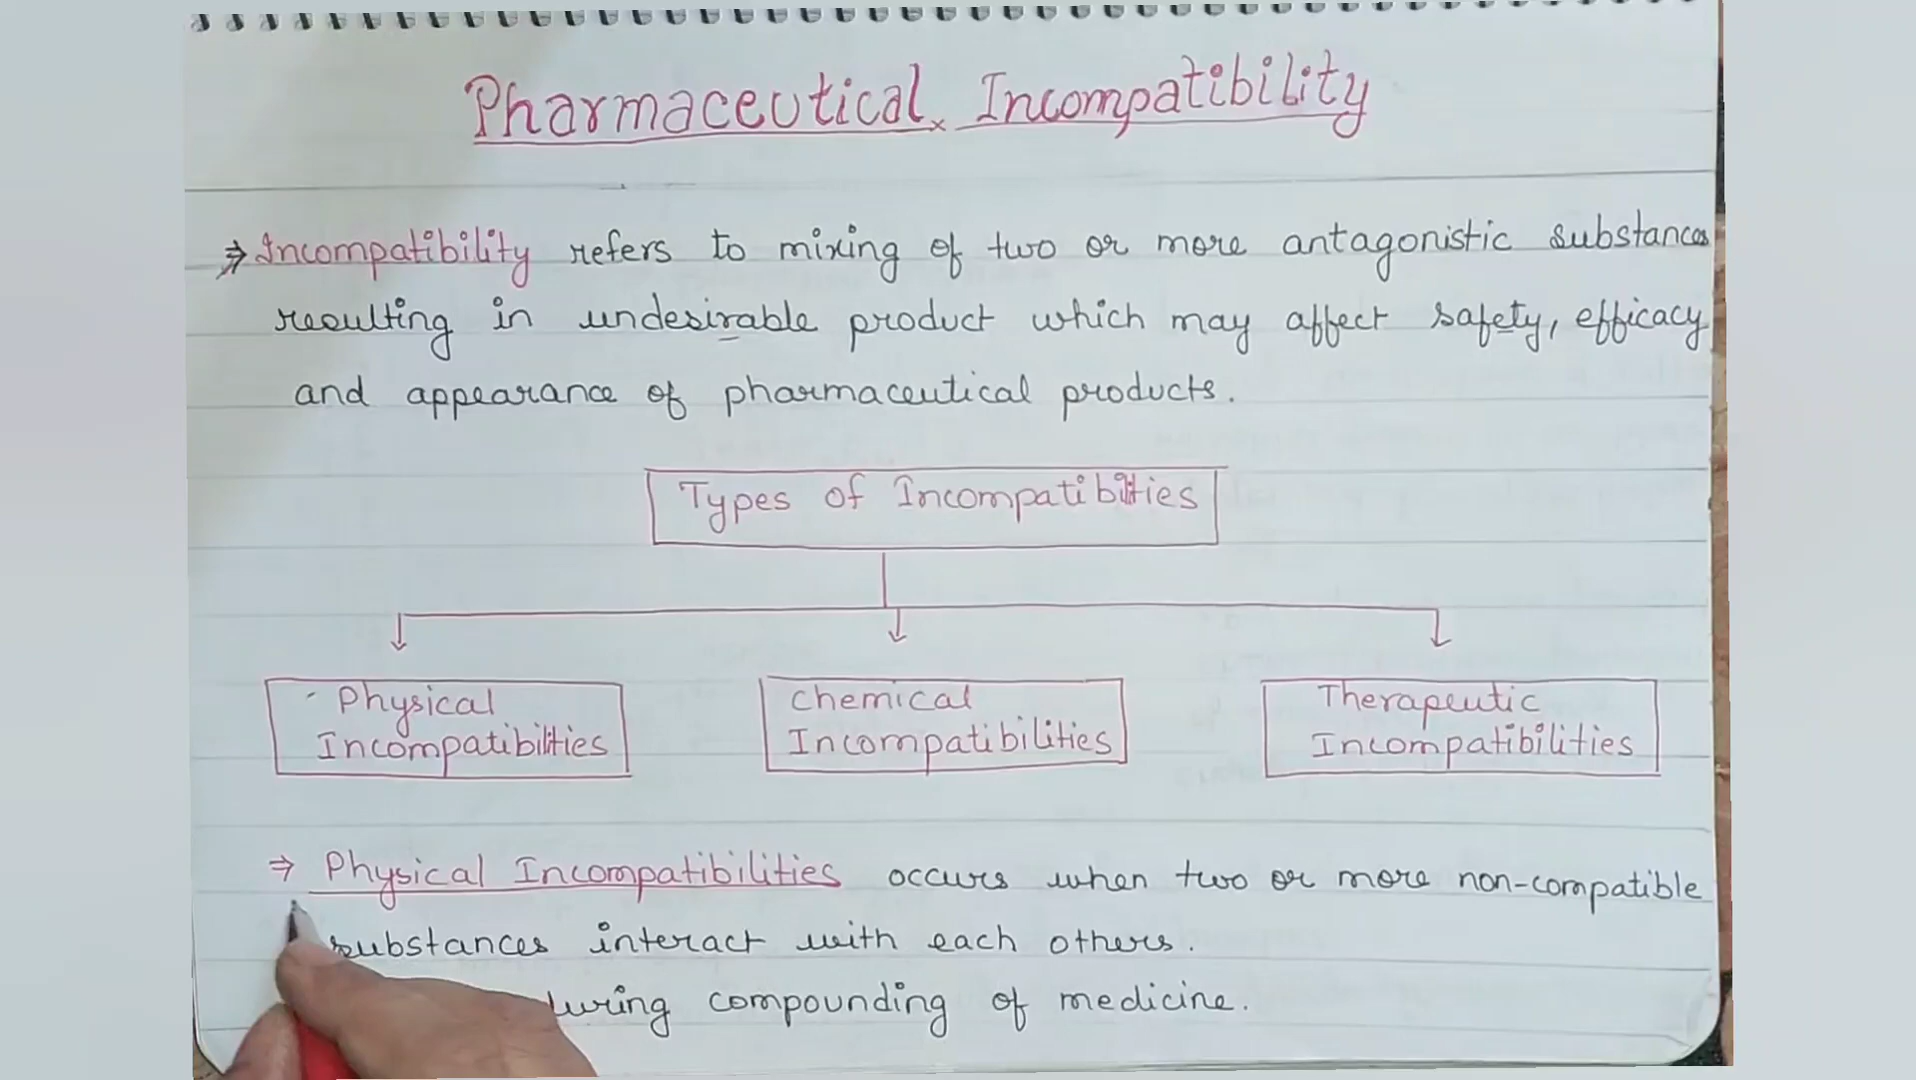 Pharmaceutical Incompatibility
⇒ Incompatibility refers to mixing of two or more antagonistic substances
resulting in undesirable product which may affect safety, efficacy
and appearance of pharmaceutical products.
Types of Incompatibilities
Physical
Incompatibilities
Chemical
Incompatibilities
Therapeutic
Incompatibilities
⇒ Physical Incompatibilities occurs when two or more non-compatible
substances interact with each others.
during compounding of medicine.